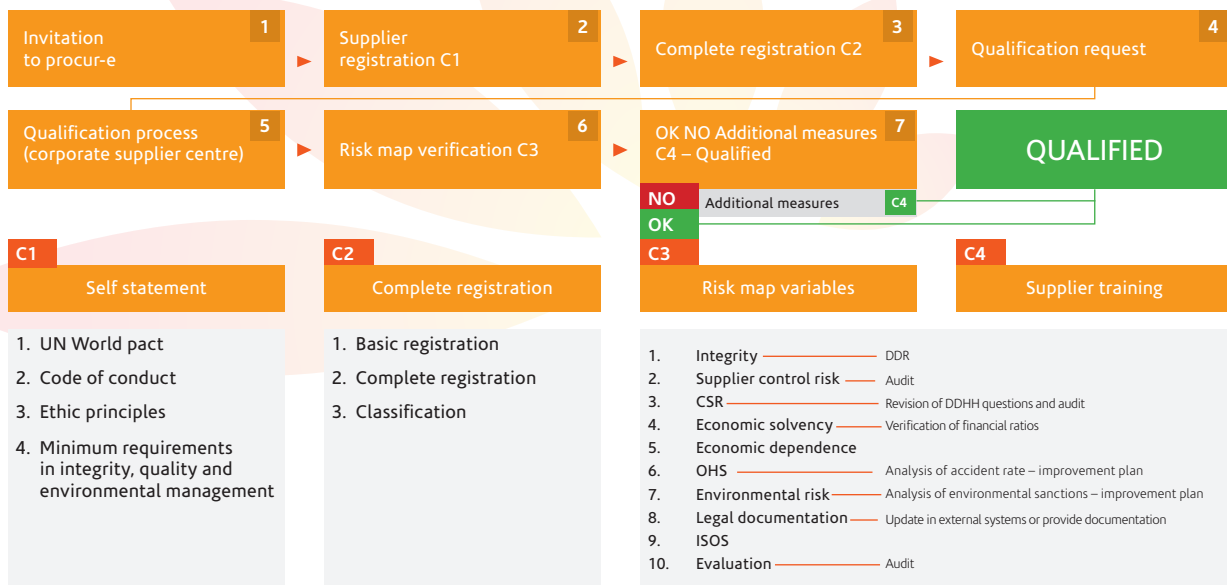 Invitation
to procur-e
1
Supplier
registration C1
2
Complete registration C2
3
Qualification request
4
Qualification process
(corporate supplier centre)
5
Risk map verification C3
6
OK NO Additional measures
C4 – Qualified
7
QUALIFIED
NO
Additional measures
C4
OK
C1
Self statement
1. UN World pact
2. Code of conduct
3. Ethic principles
4. Minimum requirements
in integrity, quality and
environmental management
C2
Complete registration
1. Basic registration
2. Complete registration
3. Classification
C3
Risk map variables
C4
Supplier training
1. Integrity DDR
2. Supplier control risk Audit
3. CSR Revision of DDHH questions and audit
4. Economic solvency Verification of financial ratios
5. Economic dependence
6. OHS Analysis of accident rate – improvement plan
7. Environmental risk Analysis of environmental sanctions – improvement plan
8. Legal documentation Update in external systems or provide documentation
9. ISOS
10. Evaluation Audit